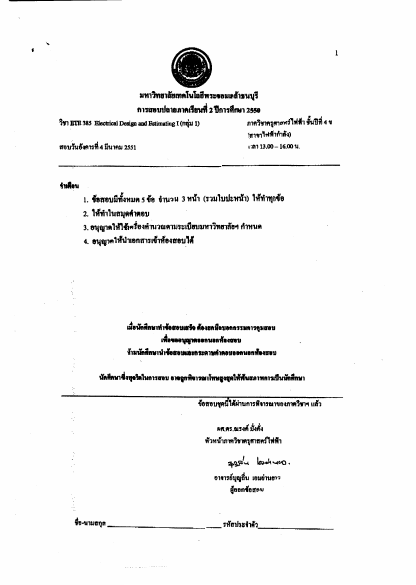 1
มหาวิทยาลัยเทคโนโลยีพระจอมเกล้าธนบุรี
การสอบปลายภาคเรียนที่ 2 ปีการศึกษา 2550
วิชา ETE 385 Electrical Design and Estimating I (กลุ่ม 1) ภาควิชาครุศาสตร์ไฟฟ้า ชั้นปีที่ 4 ข
(สาขาไฟฟ้ากำลัง)
สอบวันอังคารที่ 4 มีนาคม 2551 เวลา 13.00 – 16.00 น.
คำเตือน
1. ข้อสอบมีทั้งหมด 5 ข้อ จำนวน 3 หน้า (รวมใบปะหน้า) ให้ทำทุกข้อ
2. ให้ทำในสมุดคำตอบ
3. อนุญาตให้ใช้เครื่องคำนวณตามระเบียบมหาวิทยาลัยฯ กำหนด
4. อนุญาตให้นำเอกสารเข้าห้องสอบได้
เมื่อนักศึกษาทำข้อสอบเสร็จ ต้องยกมือบอกกรรมการคุมสอบ
เพื่อขออนุญาตออกนอกห้องสอบ
ห้ามนักศึกษานำข้อสอบและกระดาษคำตอบออกนอกห้องสอบ
นักศึกษาซึ่งทุจริตในการสอบ อาจถูกพิจารณาโทษสูงสุดให้พ้นสภาพการเป็นนักศึกษา
ข้อสอบชุดนี้ได้ผ่านการพิจารณาของภาควิชาฯ แล้ว
ผศ.ดร.ณรงค์ มั่งคั่ง
หัวหน้าภาควิชาครุศาสตร์ไฟฟ้า
อาจารย์บุญยืน
ผู้ออกข้อสอบ
ชื่อ-นามสกุล รหัสประจำตัว